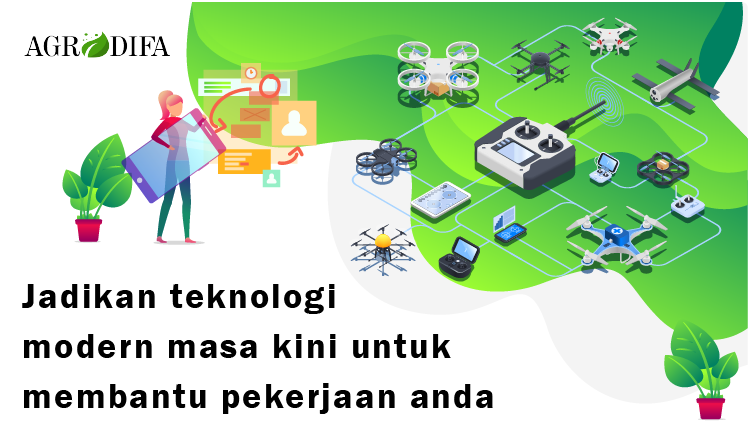 AGRODIFA
Jadikan teknologi
modern masa kini untuk
membantu pekerjaan anda